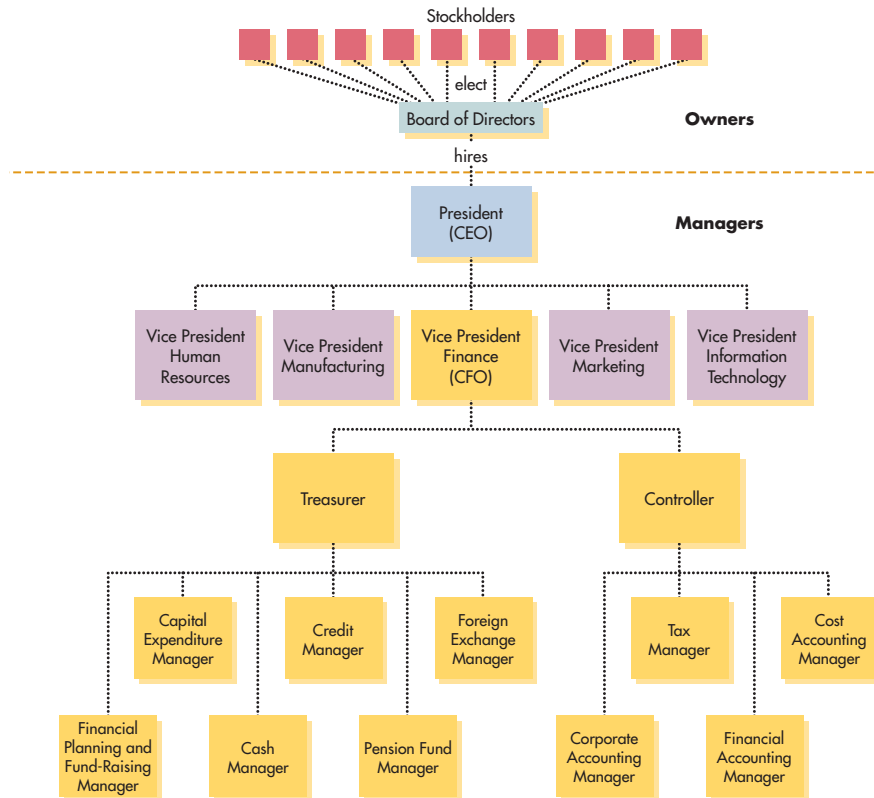 Stockholders
elect
Board of Directors
Owners
hires
President
(CEO)
Managers
Vice President
Human
Resources
Vice President
Manufacturing
Vice President
Finance
(CFO)
Vice President
Marketing
Vice President
Information
Technology
Treasurer
Controller
Capital
Expenditure
Manager
Credit
Manager
Foreign
Exchange
Manager
Tax
Manager
Cost
Accounting
Manager
Financial
Planning and
Fund-Raising
Manager
Cash
Manager
Pension Fund
Manager
Corporate
Accounting
Manager
Financial
Accounting
Manager